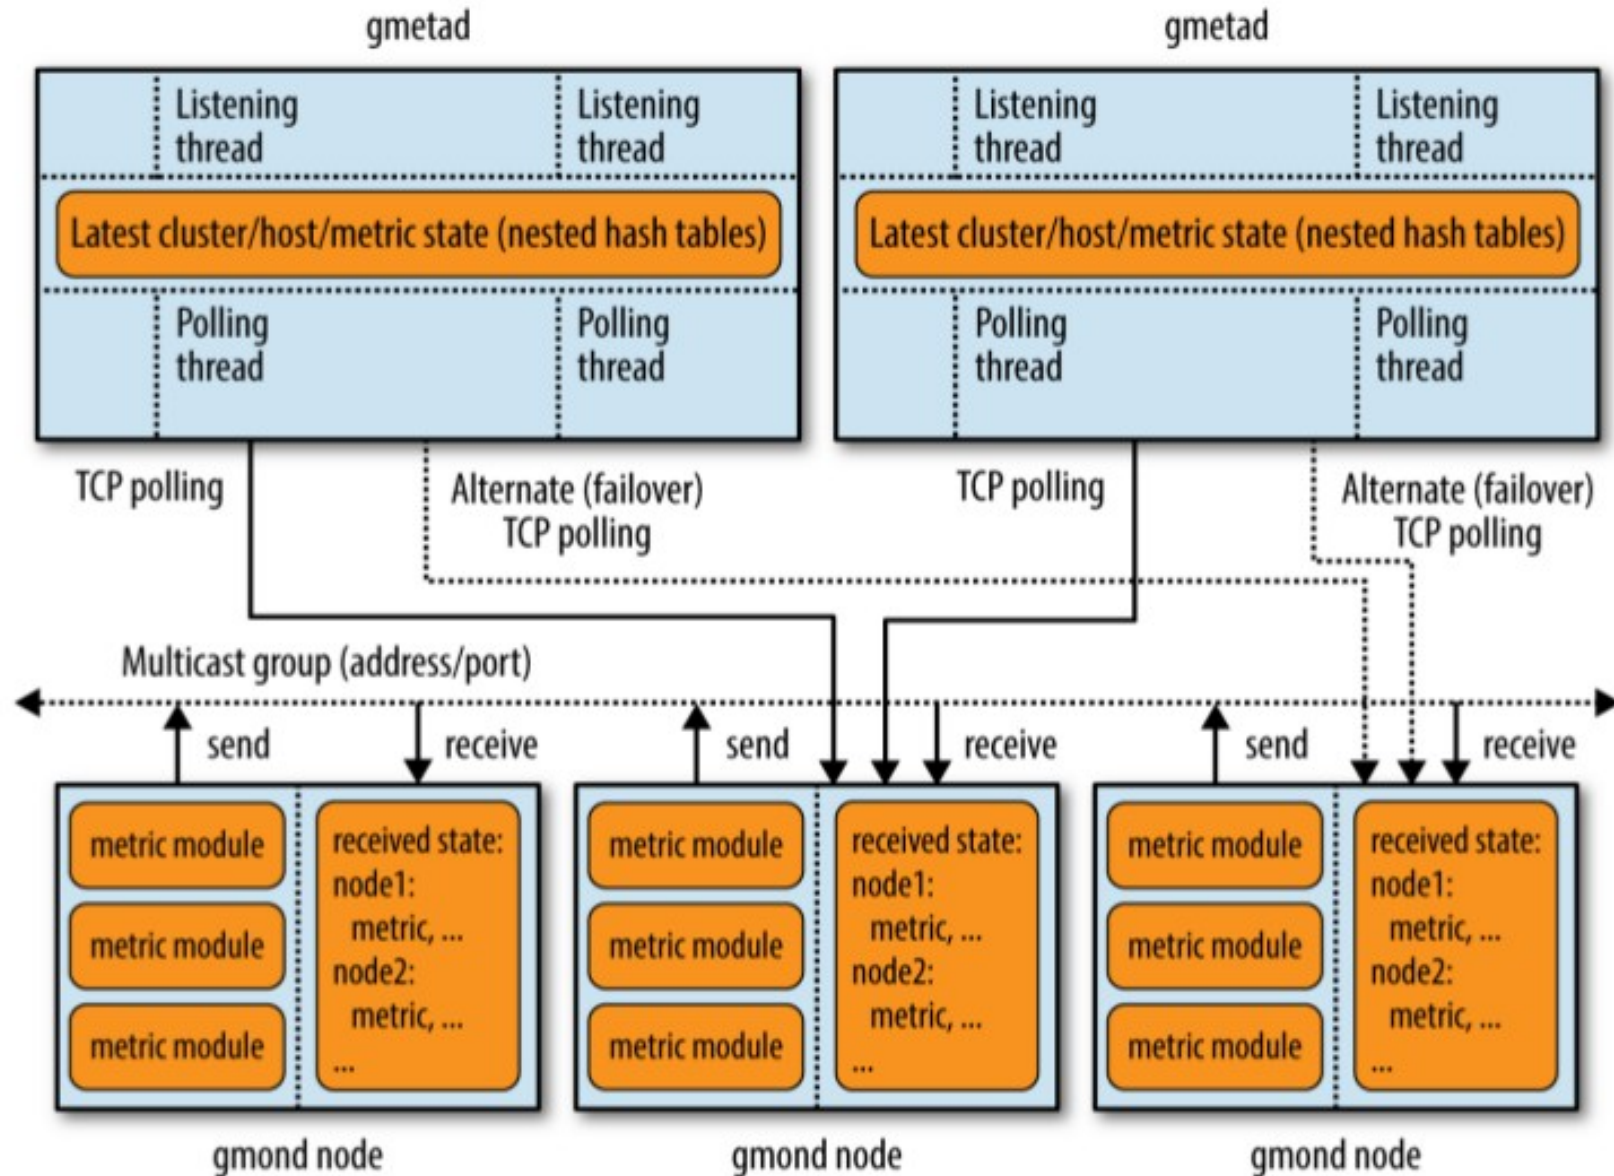 gmetad
gmetad
Listening
thread
Listening
thread
Latest cluster/host/metric state (nested hash tables)
Polling
thread
Polling
thread
Listening
thread
Listening
thread
Latest cluster/host/metric state (nested hash tables)
Polling
thread
Polling
thread
TCP polling
Alternate (failover)
TCP polling
TCP polling
Alternate (failover)
TCP polling
Multicast group (address/port)
send
receive
send
receive
send
receive
metric module
metric module
metric module
received state:
node1:
metric, ...
node2:
metric, ...
...
metric module
metric module
metric module
received state:
node1:
metric, ...
node2:
metric, ...
...
metric module
metric module
metric module
received state:
node1:
metric, ...
node2:
metric, ...
...
gmond node
gmond node
gmond node